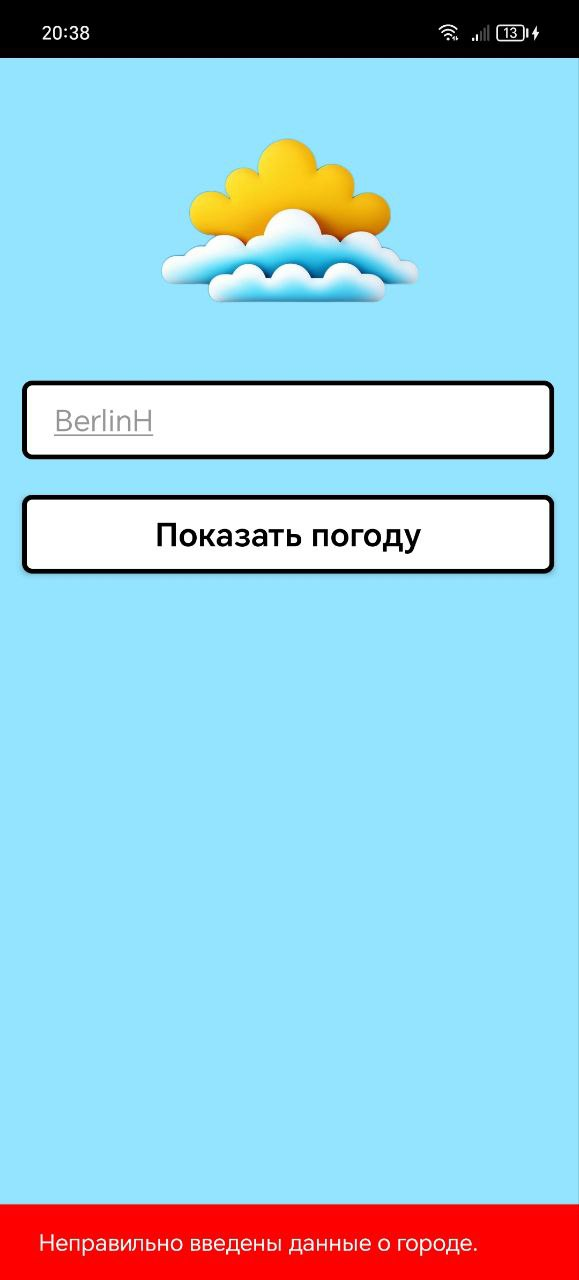 20:38
13
BerlinH
Показать погоду
Неправильно введены данные о городе.